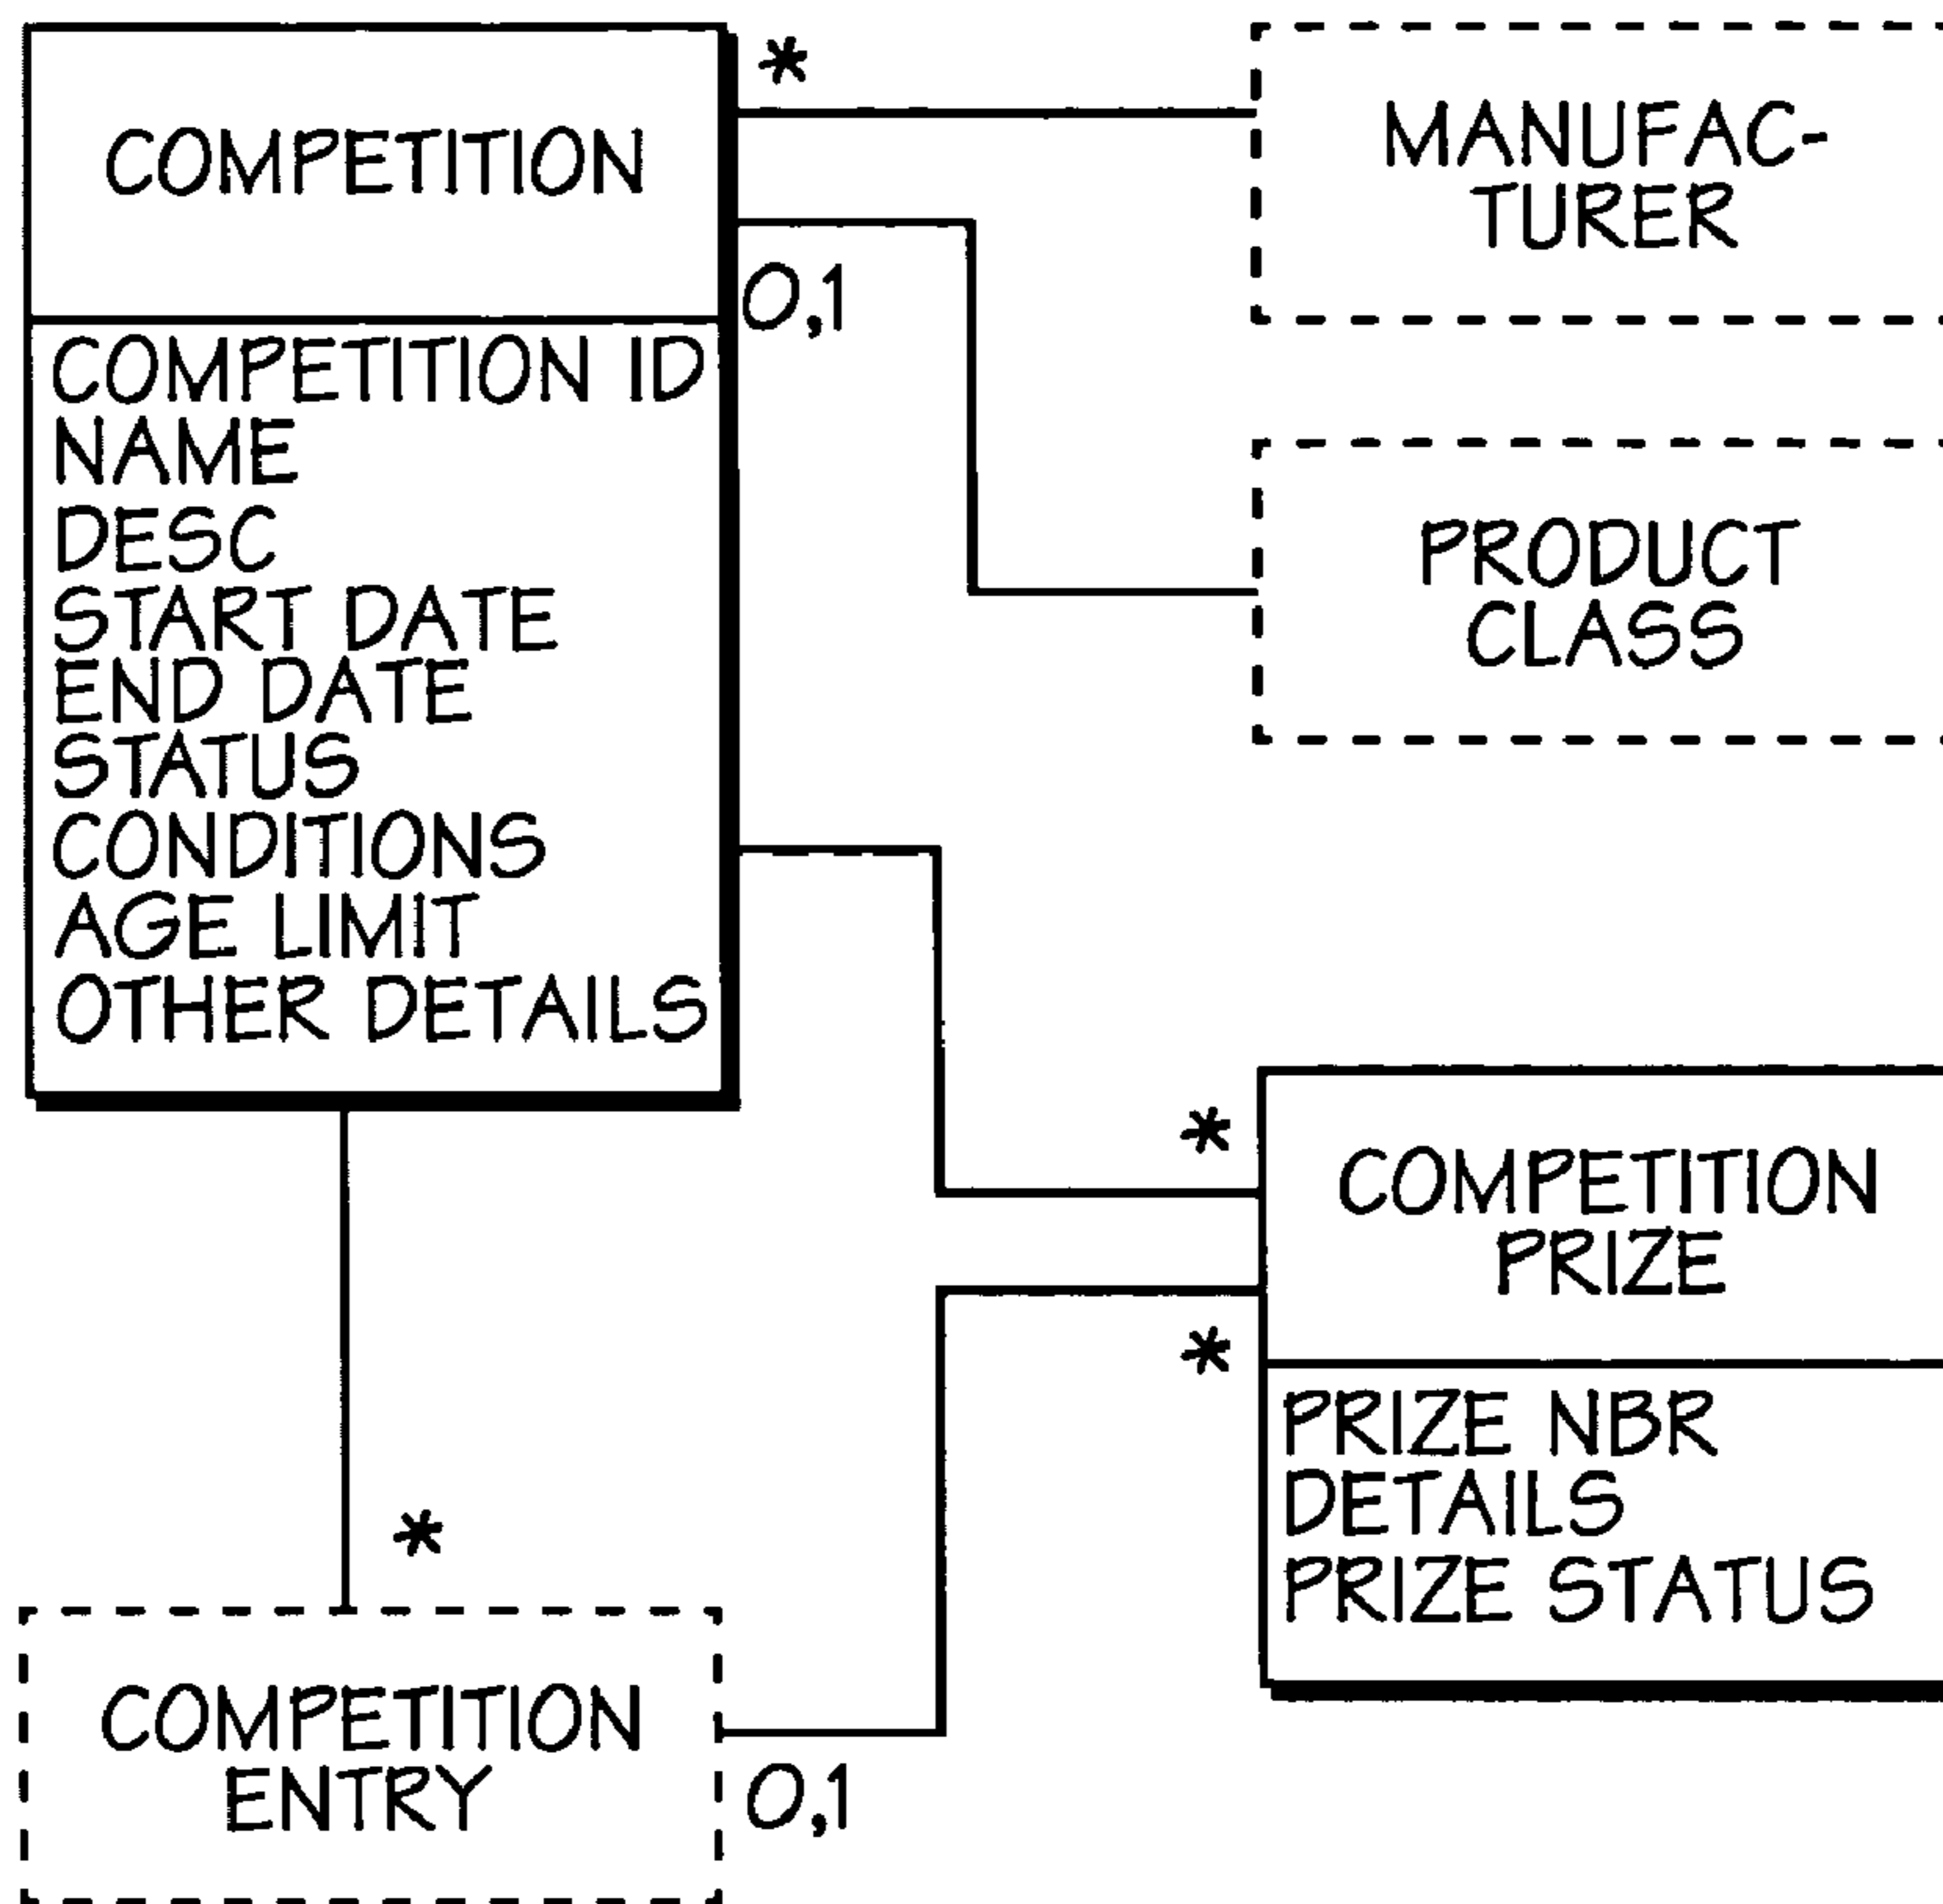 COMPETITION
COMPETITION ID
NAME
DESC
START DATE
END DATE
STATUS
CONDITIONS
AGE LIMIT
OTHER DETAILS
*
0,1
MANUFAC-
TURER
PRODUCT
CLASS
*
COMPETITION
PRIZE
*
PRIZE NBR
DETAILS
PRIZE STATUS
*
COMPETITION
ENTRY
0,1